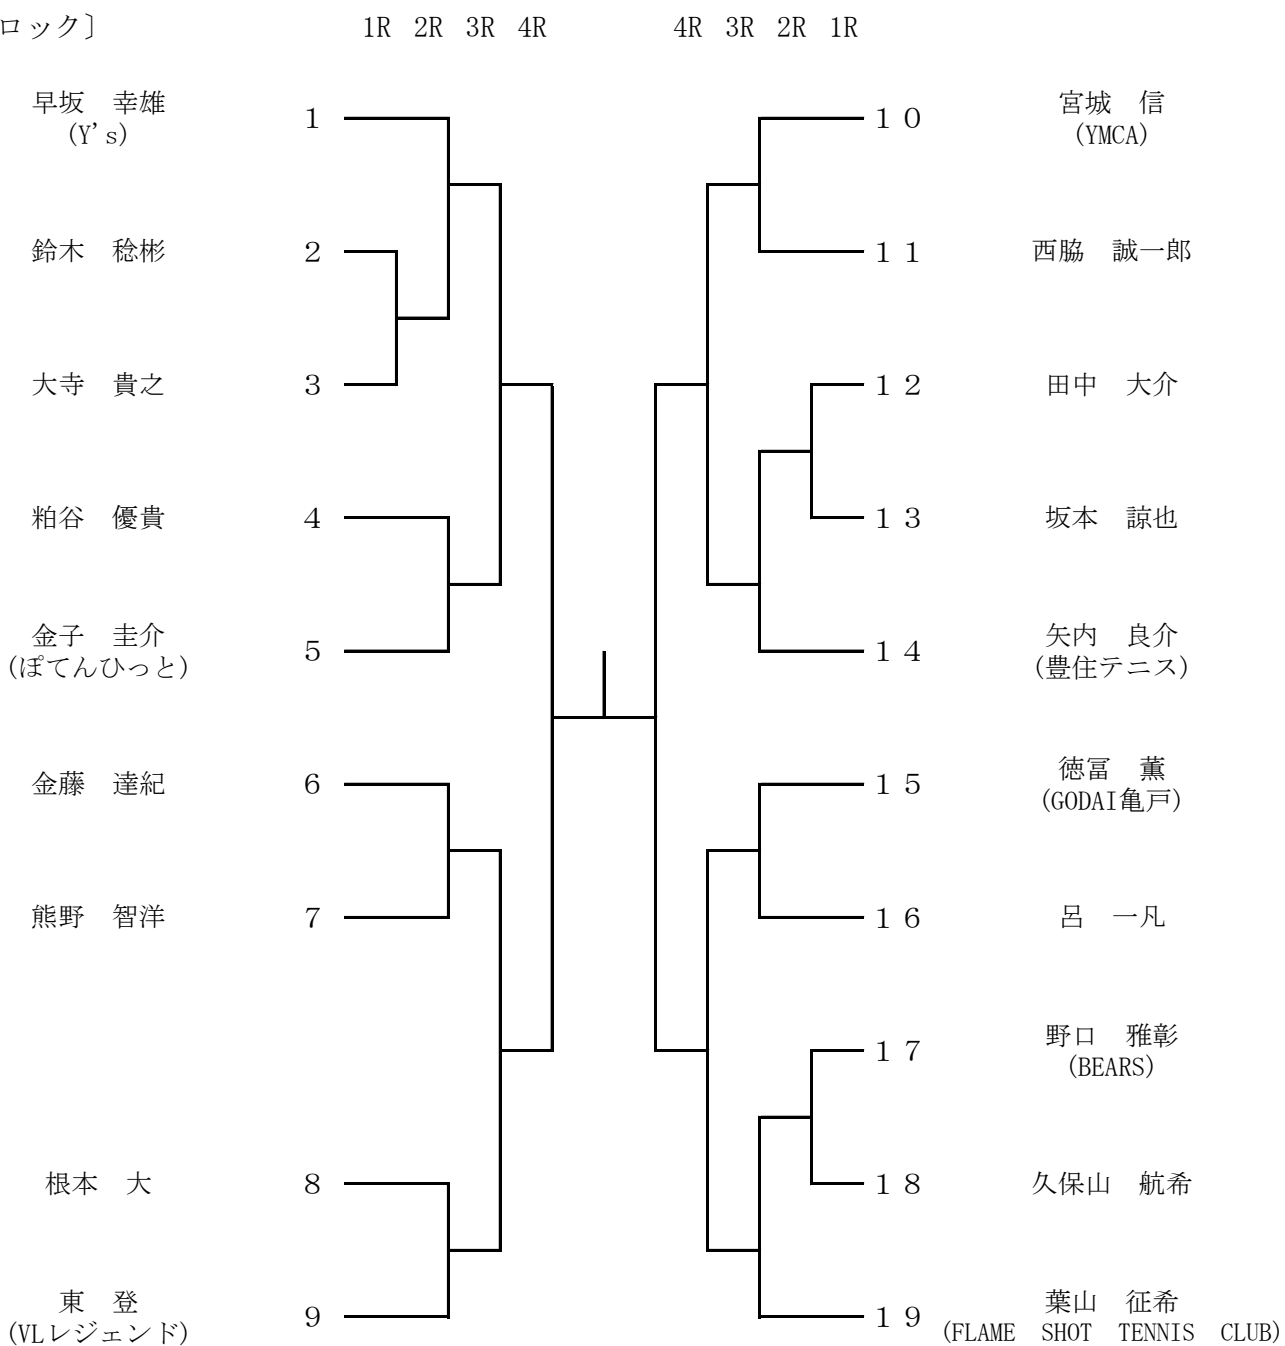 ロック〕
1R 2R 3R 4R 4R 3R 2R 1R
早坂　幸雄
(Y's)
1
鈴木　稔彬
2
大寺　貴之
3
粕谷　優貴
4
金子　圭介
(ぽてんひっと)
5
金藤　達紀
6
熊野　智洋
7
根本　大
8
東　登
(VLレジェンド)
9
１０
宮城　信
(YMCA)
１１
西脇　誠一郎
１２
田中　大介
１３
坂本　諒也
１４
矢内　良介
(豊住テニス)
１５
徳冨　薫
(GODAI亀戸)
１６
呂　一凡
１７
野口　雅彰
(BEARS)
１８
久保山　航希
１９
葉山　征希
(FLAME　SHOT　TENNIS　CLUB)